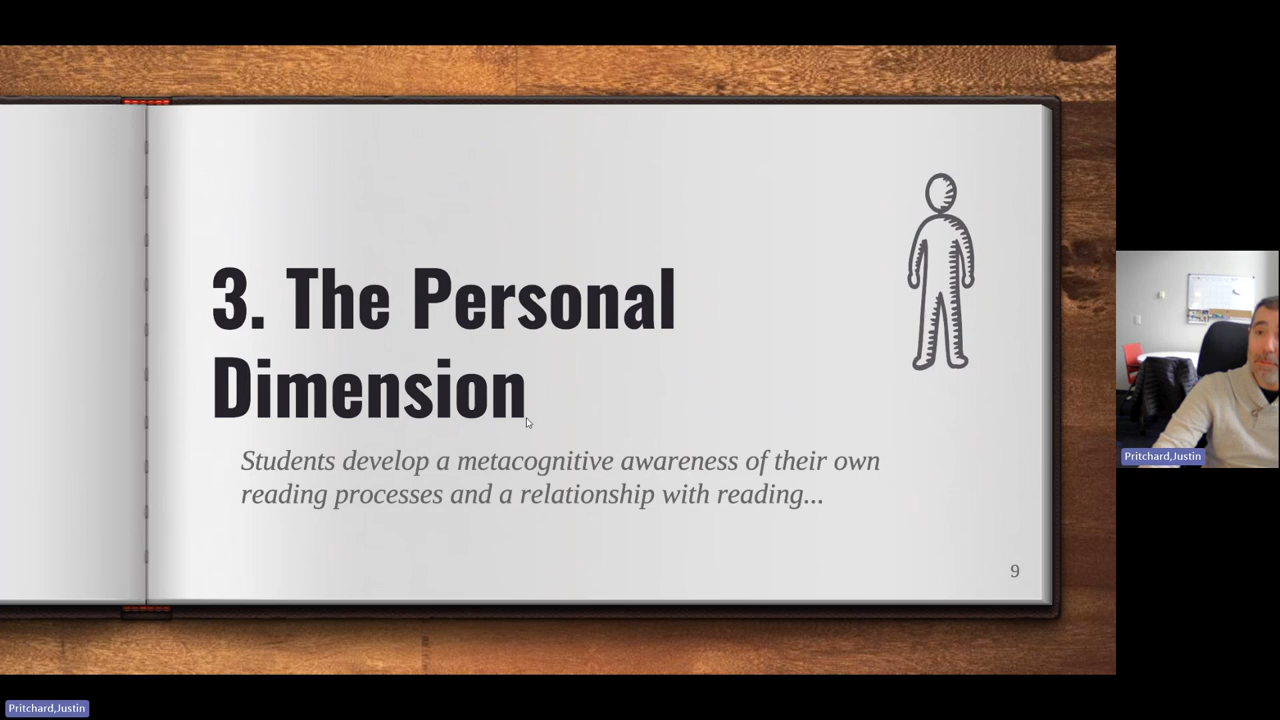 3. The Personal
Dimension
Students develop a metacognitive awareness of their own
reading processes and a relationship with reading...
9
Pritchard,Justin
Pritchard,Justin